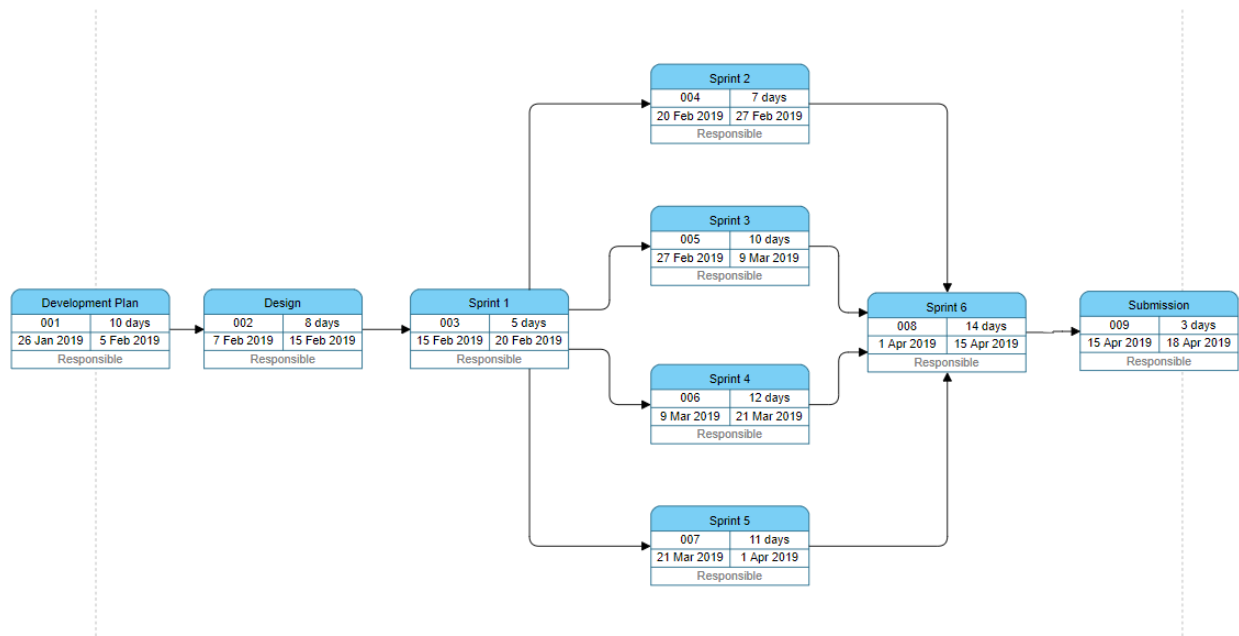 Sprint 2
004 7 days
20 Feb 2019 27 Feb 2019
Responsible
Sprint 3
005 10 days
27 Feb 2019 9 Mar 2019
Responsible
Development Plan
001 10 days
26 Jan 2019 5 Feb 2019
Responsible
Design
002 8 days
7 Feb 2019 15 Feb 2019
Responsible
Sprint 1
003 5 days
15 Feb 2019 20 Feb 2019
Responsible
Sprint 6
008 14 days
1 Apr 2019 15 Apr 2019
Responsible
Submission
009 3 days
15 Apr 2019 18 Apr 2019
Responsible
Sprint 4
006 12 days
9 Mar 2019 21 Mar 2019
Responsible
Sprint 5
007 11 days
21 Mar 2019 1 Apr 2019
Responsible